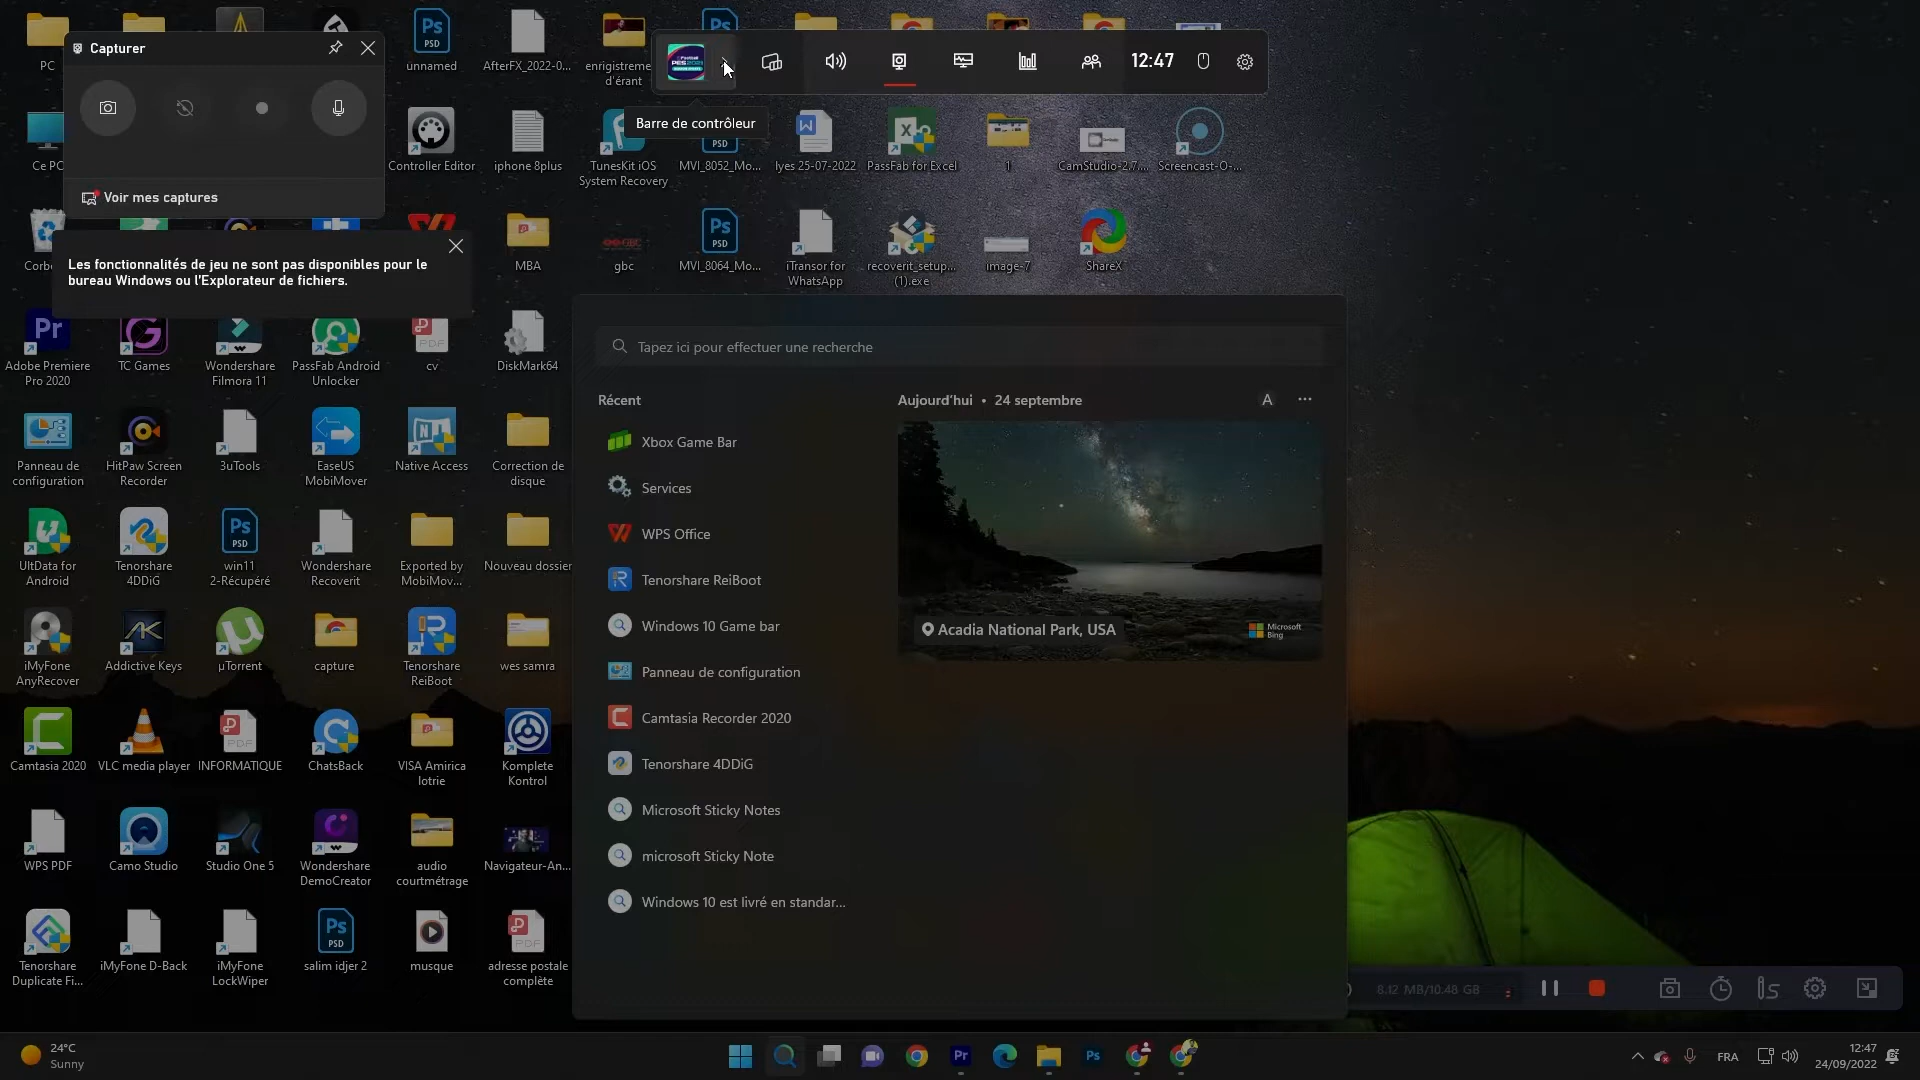 Capturer
Voir mes captures
Les fonctionnalités de jeu ne sont pas disponibles pour le
bureau Windows ou l'Explorateur de fichiers.
12:47
Barre de contrôleur
PC
unnamed
AfterFX_2022-0...
enrigistreme
d'érant
Ce PC
Controller Editor
iphone 8plus
TunesKit iOS
System Recovery
MVI_8052_Mo...
lyes 25-07-2022
PassFab for Excel
1
CamStudio-2.7...
Screencast-O-...
Corbe
MBA
gbc
MVI_8064_Mo...
iTransor for
WhatsApp
recoverit_setup...
(1).exe
image-7
ShareX
Adobe Premiere
Pro 2020
TC Games
Wondershare
Filmora 11
PassFab Android
Unlocker
cv
DiskMark64
Panneau de
configuration
HitPaw Screen
Recorder
3uTools
EaseUS
MobiMover
Native Access
Correction de
disque
UltData for
Android
Tenorshare
4DDiG
win11
2-Récupéré
Wondershare
Recoverit
Exported by
MobiMov...
Nouveau dossier
iMyFone
AnyRecover
Addictive Keys
µTorrent
capture
Tenorshare
ReiBoot
wes samra
Camtasia 2020
VLC media player
INFORMATIQUE
ChatsBack
VISA Amirica
lotrie
Komplete
Kontrol
WPS PDF
Camo Studio
Studio One 5
Wondershare
DemoCreator
audio
courtmétrage
Navigateur-An...
Tenorshare
Duplicate Fi...
iMyFone D-Back
iMyFone
LockWiper
salim idjer 2
musque
adresse postale
complète
Tapez ici pour effectuer une recherche
Récent
Xbox Game Bar
Services
WPS Office
Tenorshare ReiBoot
Windows 10 Game bar
Panneau de configuration
Camtasia Recorder 2020
Tenorshare 4DDiG
Microsoft Sticky Notes
microsoft Sticky Note
Windows 10 est livré en standar...
Aujourd'hui • 24 septembre
A
Acadia National Park, USA
Microsoft
Bing
8.12 MB/10.48 GB
24°C
Sunny
FRA
12:47
24/09/2022